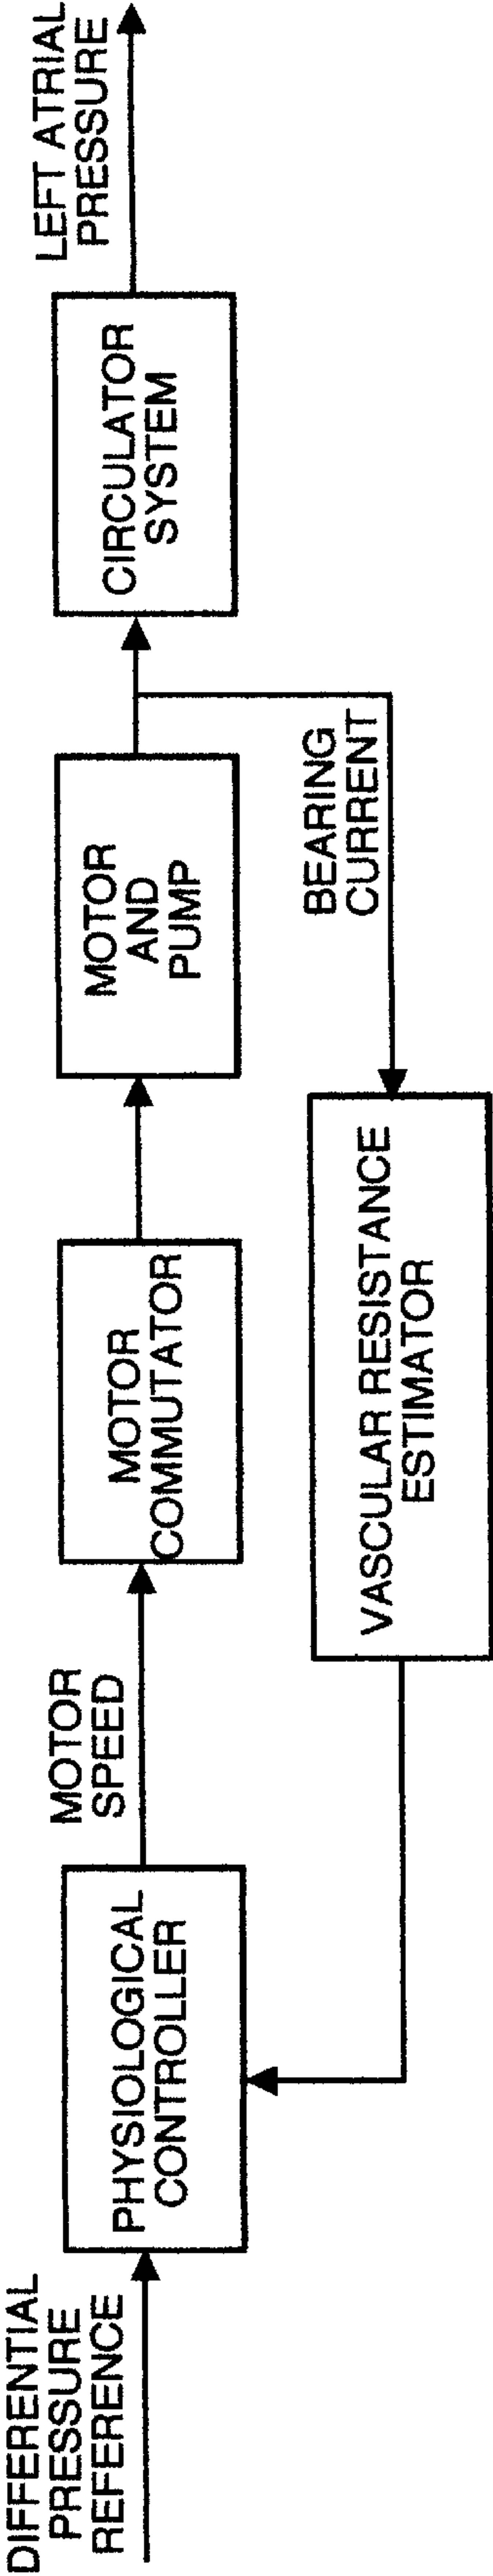 DIFFERENTIAL
PRESSURE
REFERENCE
PHYSIOLOGICAL
CONTROLLER
MOTOR
SPEED
MOTOR
COMMUTATOR
MOTOR
AND
PUMP
CIRCULATOR
SYSTEM
LEFT ATRIAL
PRESSURE
BEARING
CURRENT
VASCULAR RESISTANCE
ESTIMATOR